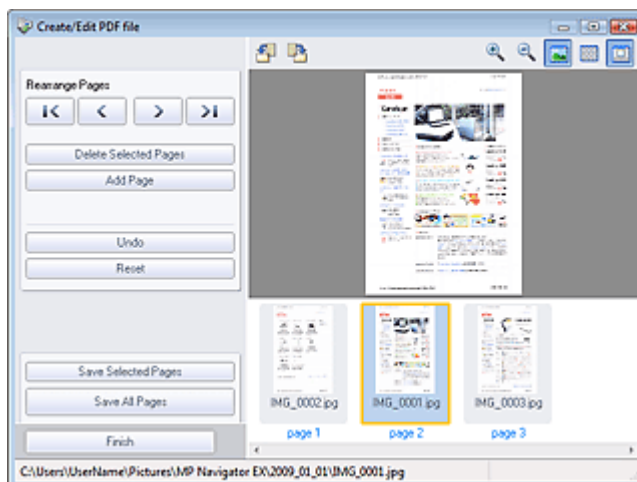 Create/Edit PDF file
Rearrange Pages
Delete Selected Pages
Add Page
Undo
Reset
Save Selected Pages
Save All Pages
Finish
IMG_0002.jpg
IMG_0001.jpg
IMG_0003.jpg
page 1
page 2
page 3
C:\Users\UserName\Pictures\MP Navigator EX\2009_01_01\IMG_0001.jpg